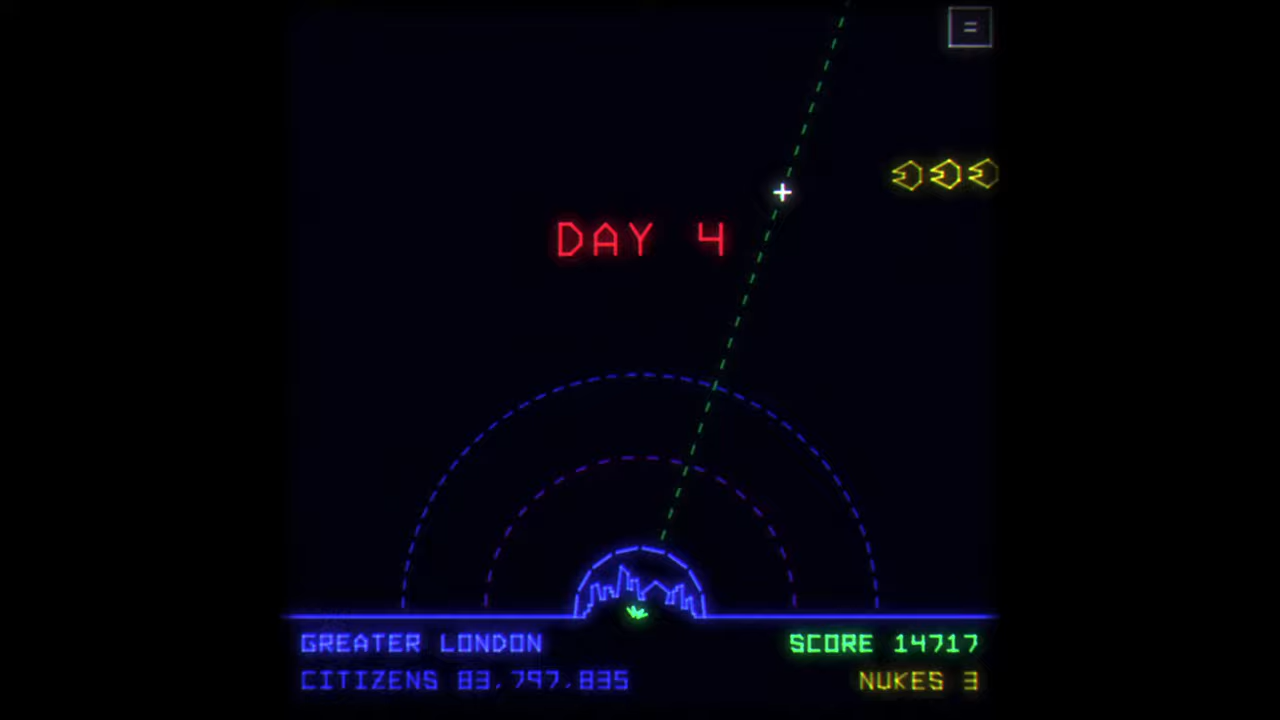 DAY 4
GREATER LONDON
SCORE 14717
CITIZENS 83,797,835
NUKES 3